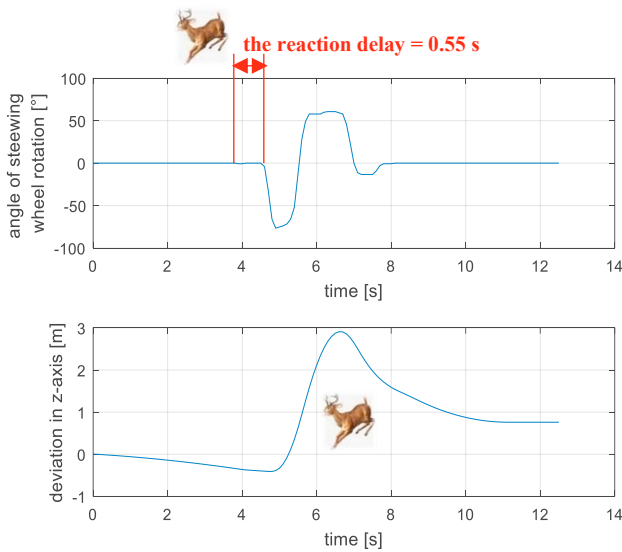 the reaction delay = 0.55 s
angle of steewing
wheel rotation [°]
100
50
0
-50
-100
0 2 4 6 8 10 12 14
time [s]
deviation in z-axis [m]
3
2
1
0
-1
0 2 4 6 8 10 12 14
time [s]